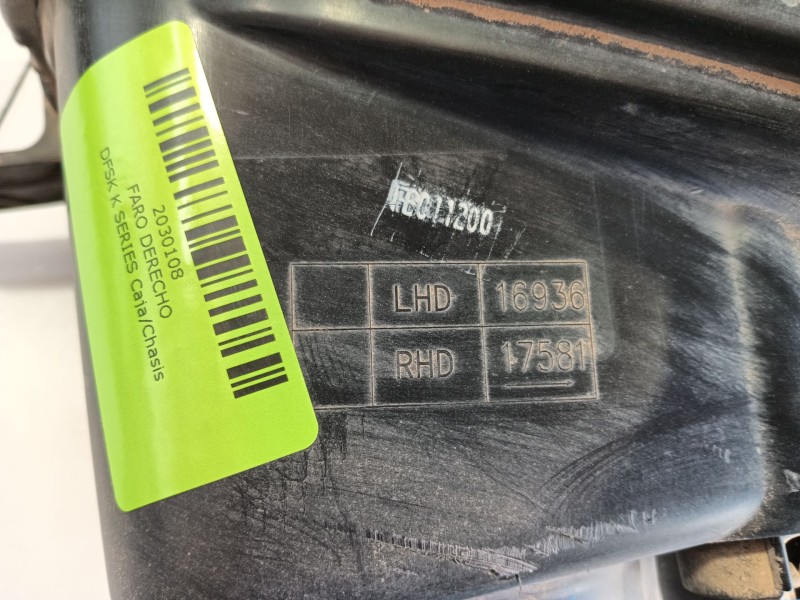 2030108
FARO DERECHO
DFSK K SERIES Caja/Chasis
LHD 16936
RHD 17581